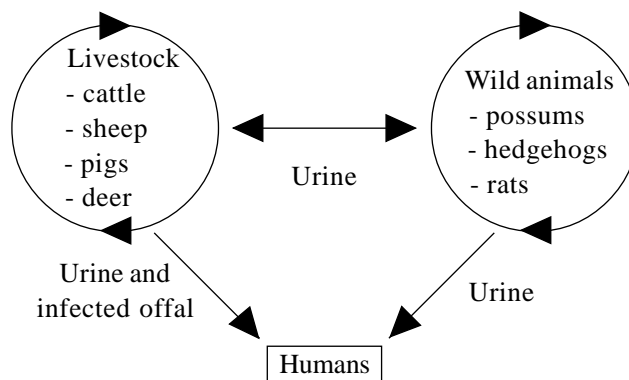 Livestock
- cattle
- sheep
- pigs
- deer
Wild animals
- possums
- hedgehogs
- rats
Urine
Urine and
infected offal
Urine
Humans